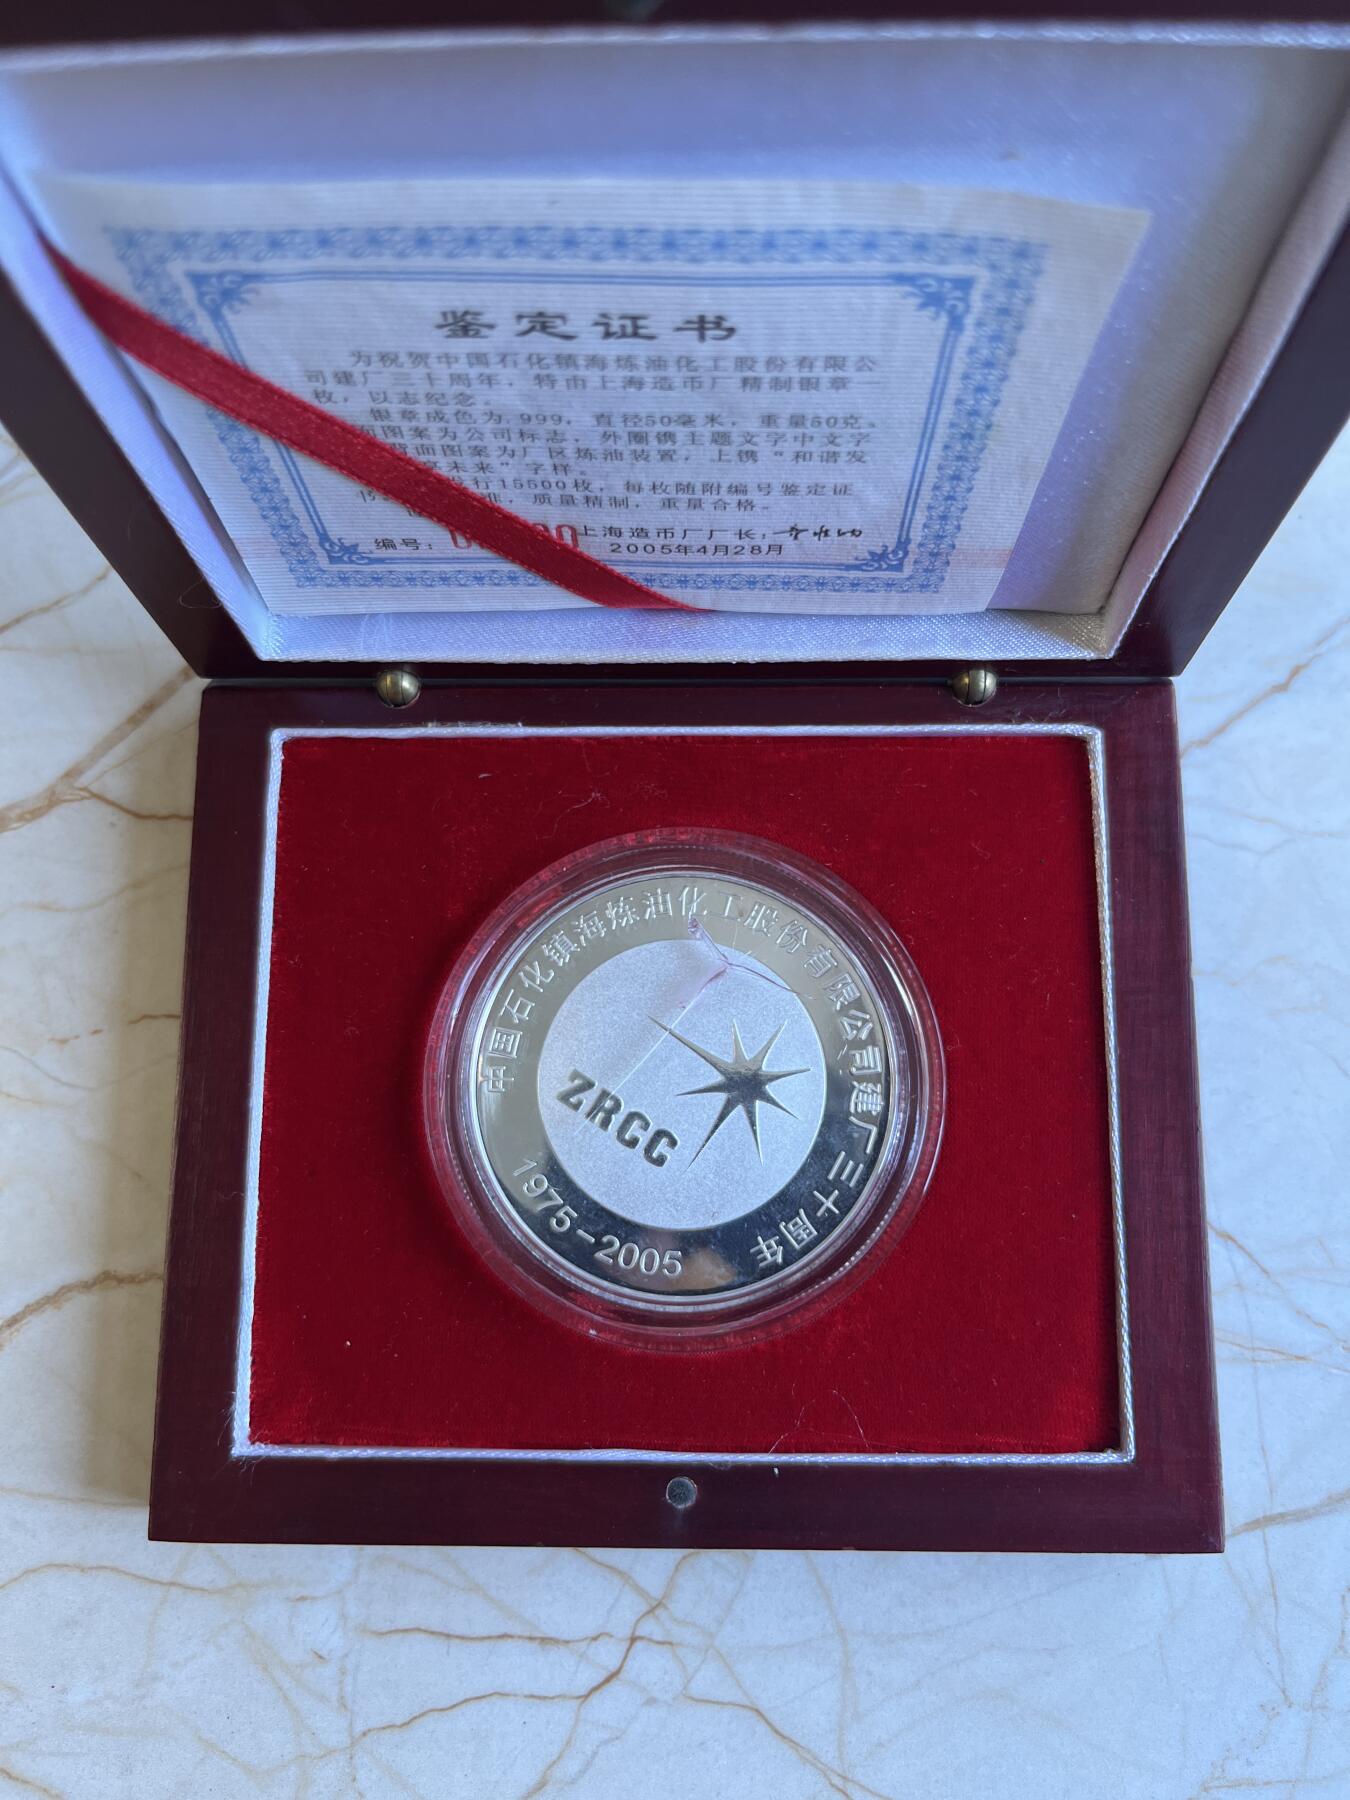 鉴定证书
为祝贺中国石化镇海炼油化工股份有限公
司建厂三十周年，特由上海造币厂精制银章一
枚，以志纪念。
银章成色为.999，直径50毫米，重量50克。
面图案为公司标志，外圈镌主题文字中文字
背面图案为厂区炼油装置，上镌“和谐发
未来”字样。
发行15500枚，每枚随附编号鉴定证
书，质量精制，重量合格。
编号：
上海造币厂厂长：
2005年4月28日
中国石化镇海炼油化工股份有限公司建厂三十周年
ZRCC
1975-2005